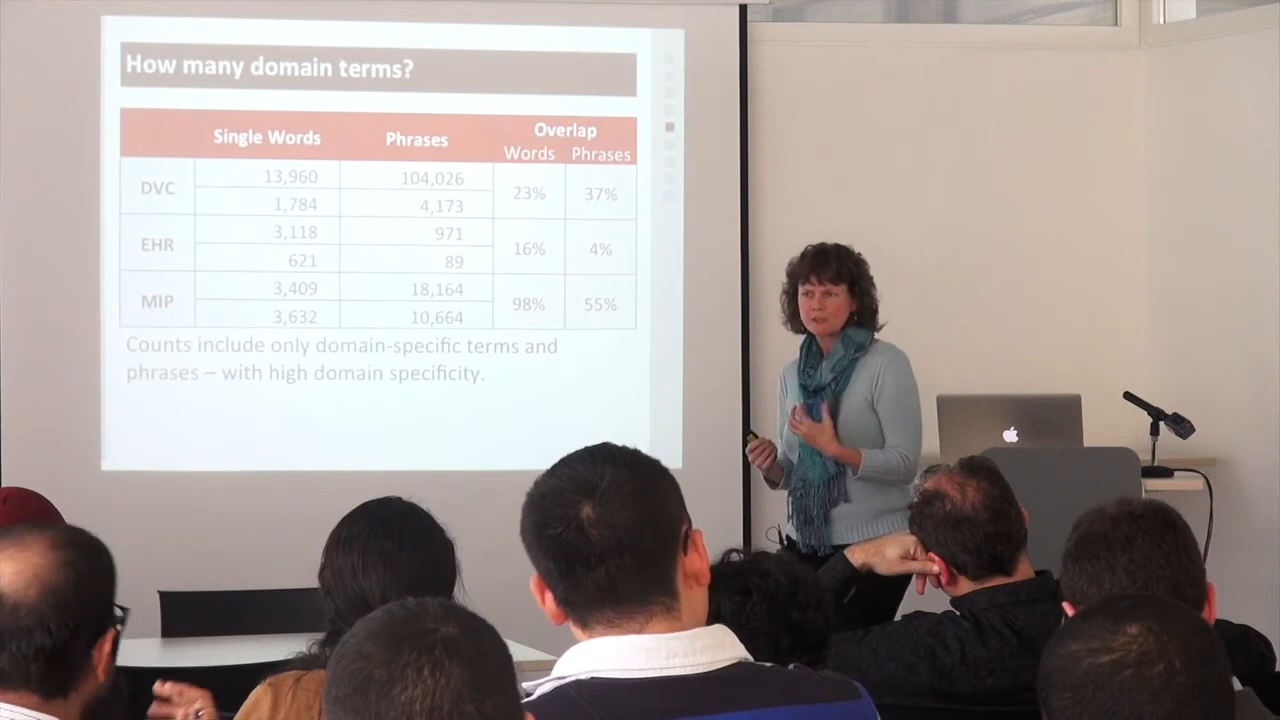 How many domain terms?
Single Words Phrases Overlap
Words Phrases
DVC 13,960 104,026 23% 37%
1,784 4,173
EHR 3,118 971 16% 4%
621 89
MIP 3,409 18,164 98% 55%
3,632 10,664
Counts include only domain-specific terms and
phrases – with high domain specificity.